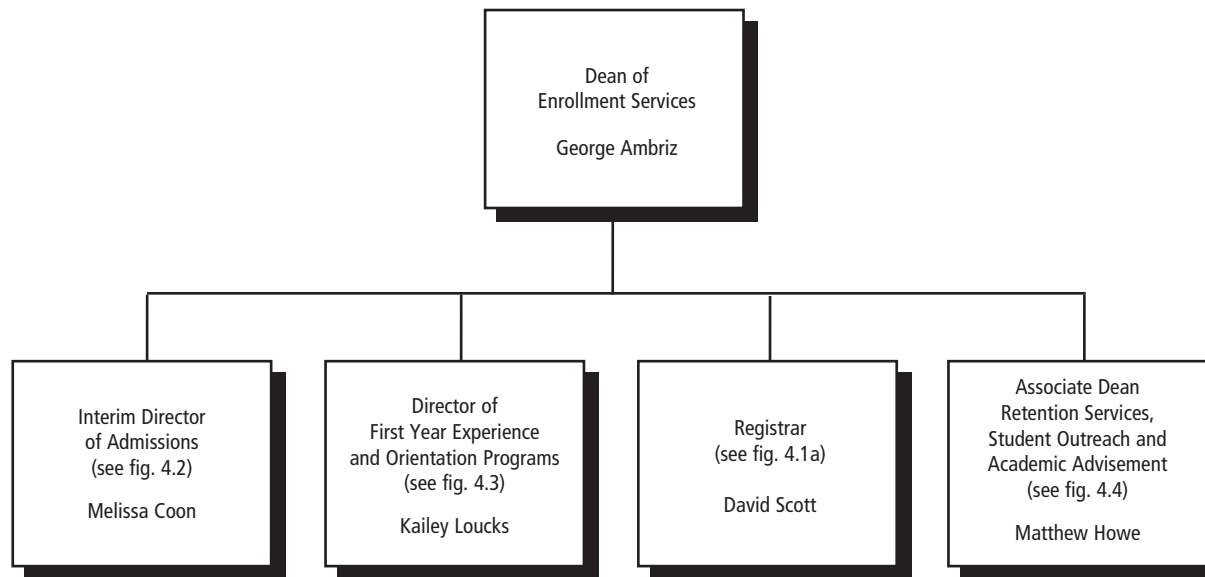 Dean of
Enrollment Services
George Ambriz
Interim Director
of Admissions
(see fig. 4.2)
Melissa Coon
Director of
First Year Experience
and Orientation Programs
(see fig. 4.3)
Kailey Loucks
Registrar
(see fig. 4.1a)
David Scott
Associate Dean
Retention Services,
Student Outreach and
Academic Advisement
(see fig. 4.4)
Matthew Howe